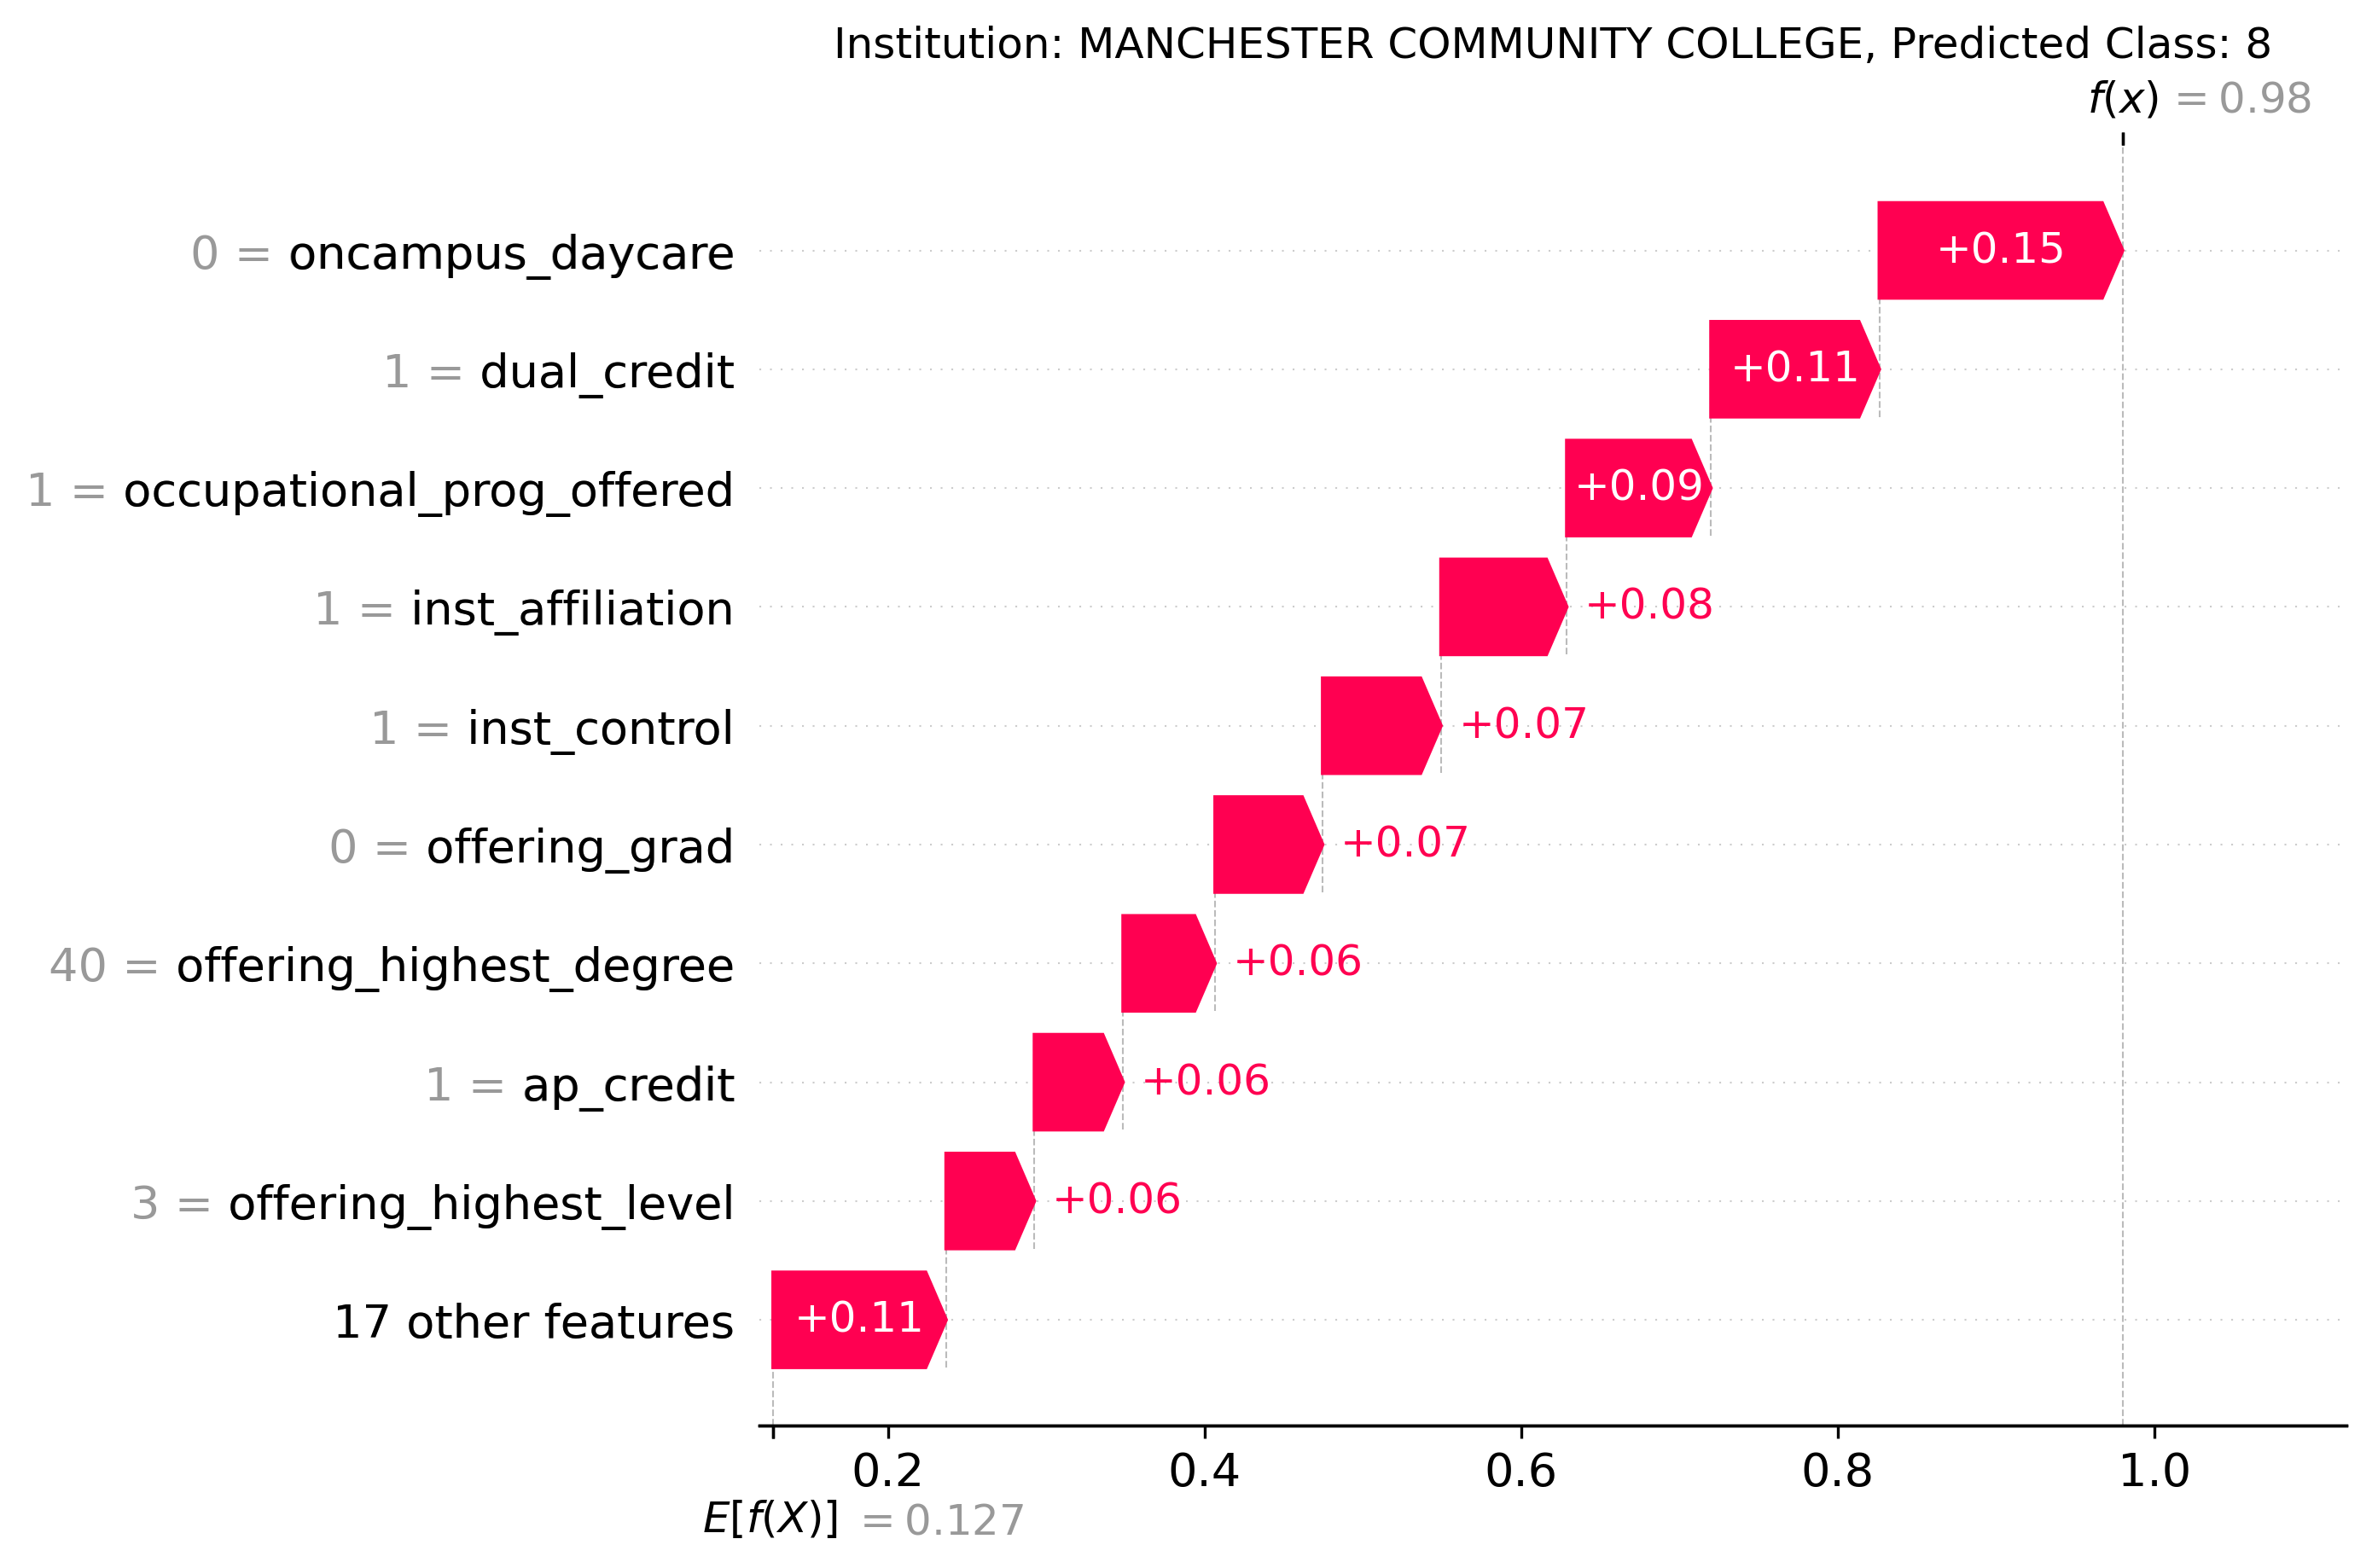 Institution: MANCHESTER COMMUNITY COLLEGE, Predicted Class: 8
f(x) = 0.98
0 = oncampus_daycare +0.15
1 = dual_credit +0.11
1 = occupational_prog_offered +0.09
1 = inst_affiliation +0.08
1 = inst_control +0.07
0 = offering_grad +0.07
40 = offering_highest_degree +0.06
1 = ap_credit +0.06
3 = offering_highest_level +0.06
17 other features +0.11
0.2 0.4 0.6 0.8 1.0
E[f(X)] = 0.127